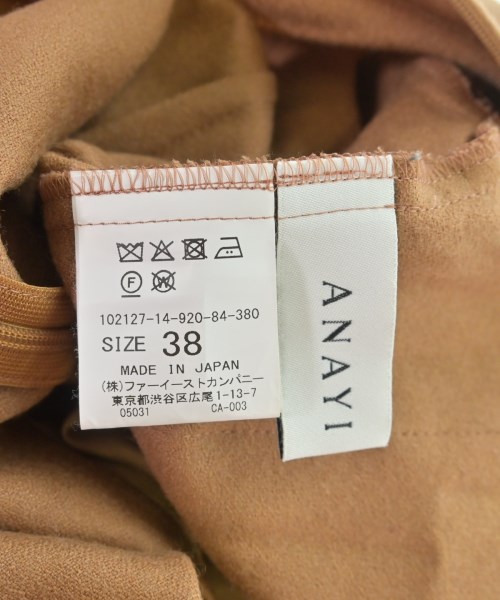 102127-14-920-84-380
SIZE 38
MADE IN JAPAN
(株)ファーイーストカンパニー
東京都渋谷区広尾1-13-7
05031 CA-003
ANAYI